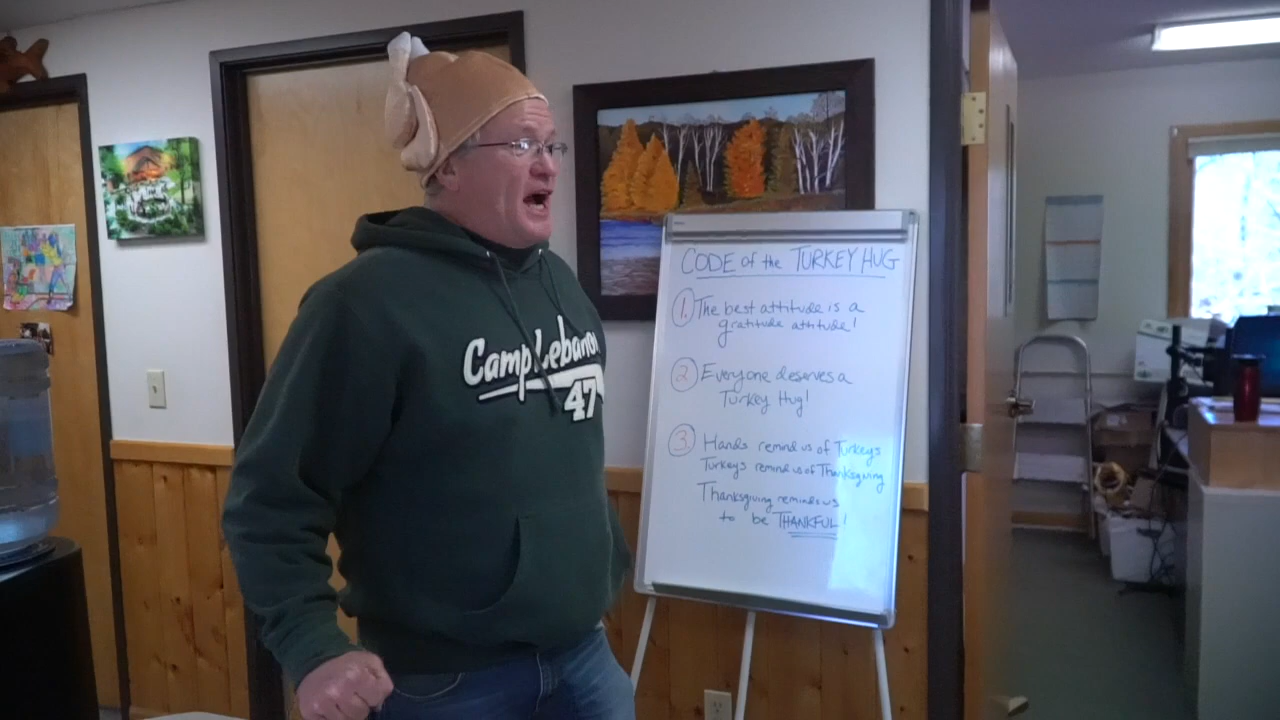 CODE of the TURKEY HUG
1. The best attitude is a
gratitude attitude!
2 Everyone deserves a
Turkey Hug!
3 Hands remind us of Turkeys
Turkeys remind us of Thanksgiving
Thanksgiving reminds us
to be THANKFUL!
Camp Lebanon
47